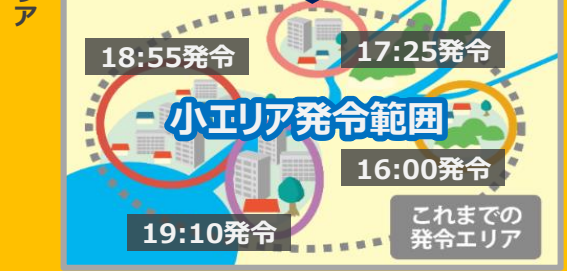 リア
18:55発令
17:25発令
小エリア発令範囲
16:00発令
19:10発令
これまでの
発令エリア